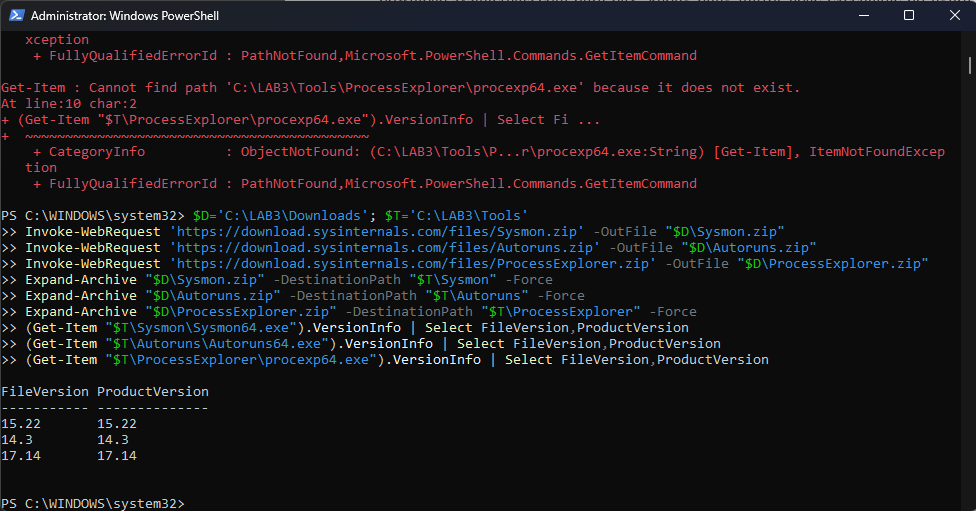 Administrator: Windows PowerShell
xception
+ FullyQualifiedErrorId : PathNotFound,Microsoft.PowerShell.Commands.GetItemCommand
Get-Item : Cannot find path 'C:\LAB3\Tools\ProcessExplorer\procexp64.exe' because it does not exist.
At line:10 char:2
+ (Get-Item "$T\ProcessExplorer\procexp64.exe").VersionInfo | Select Fi ...
+  ~~~~~~~~~~~~~~~~~~~~~~~~~~~~~~~~~~~~~~~~~~~
+ CategoryInfo          : ObjectNotFound: (C:\LAB3\Tools\P...r\procexp64.exe:String) [Get-Item], ItemNotFoundExcep
tion
+ FullyQualifiedErrorId : PathNotFound,Microsoft.PowerShell.Commands.GetItemCommand
PS C:\WINDOWS\system32> $D='C:\LAB3\Downloads'; $T='C:\LAB3\Tools'
>> Invoke-WebRequest 'https://download.sysinternals.com/files/Sysmon.zip' -OutFile "$D\Sysmon.zip"
>> Invoke-WebRequest 'https://download.sysinternals.com/files/Autoruns.zip' -OutFile "$D\Autoruns.zip"
>> Invoke-WebRequest 'https://download.sysinternals.com/files/ProcessExplorer.zip' -OutFile "$D\ProcessExplorer.zip"
>> Expand-Archive "$D\Sysmon.zip" -DestinationPath "$T\Sysmon" -Force
>> Expand-Archive "$D\Autoruns.zip" -DestinationPath "$T\Autoruns" -Force
>> Expand-Archive "$D\ProcessExplorer.zip" -DestinationPath "$T\ProcessExplorer" -Force
>> (Get-Item "$T\Sysmon\Sysmon64.exe").VersionInfo | Select FileVersion,ProductVersion
>> (Get-Item "$T\Autoruns\Autoruns64.exe").VersionInfo | Select FileVersion,ProductVersion
>> (Get-Item "$T\ProcessExplorer\procexp64.exe").VersionInfo | Select FileVersion,ProductVersion
FileVersion ProductVersion
----------- --------------
15.22       15.22
14.3        14.3
17.14       17.14
PS C:\WINDOWS\system32>